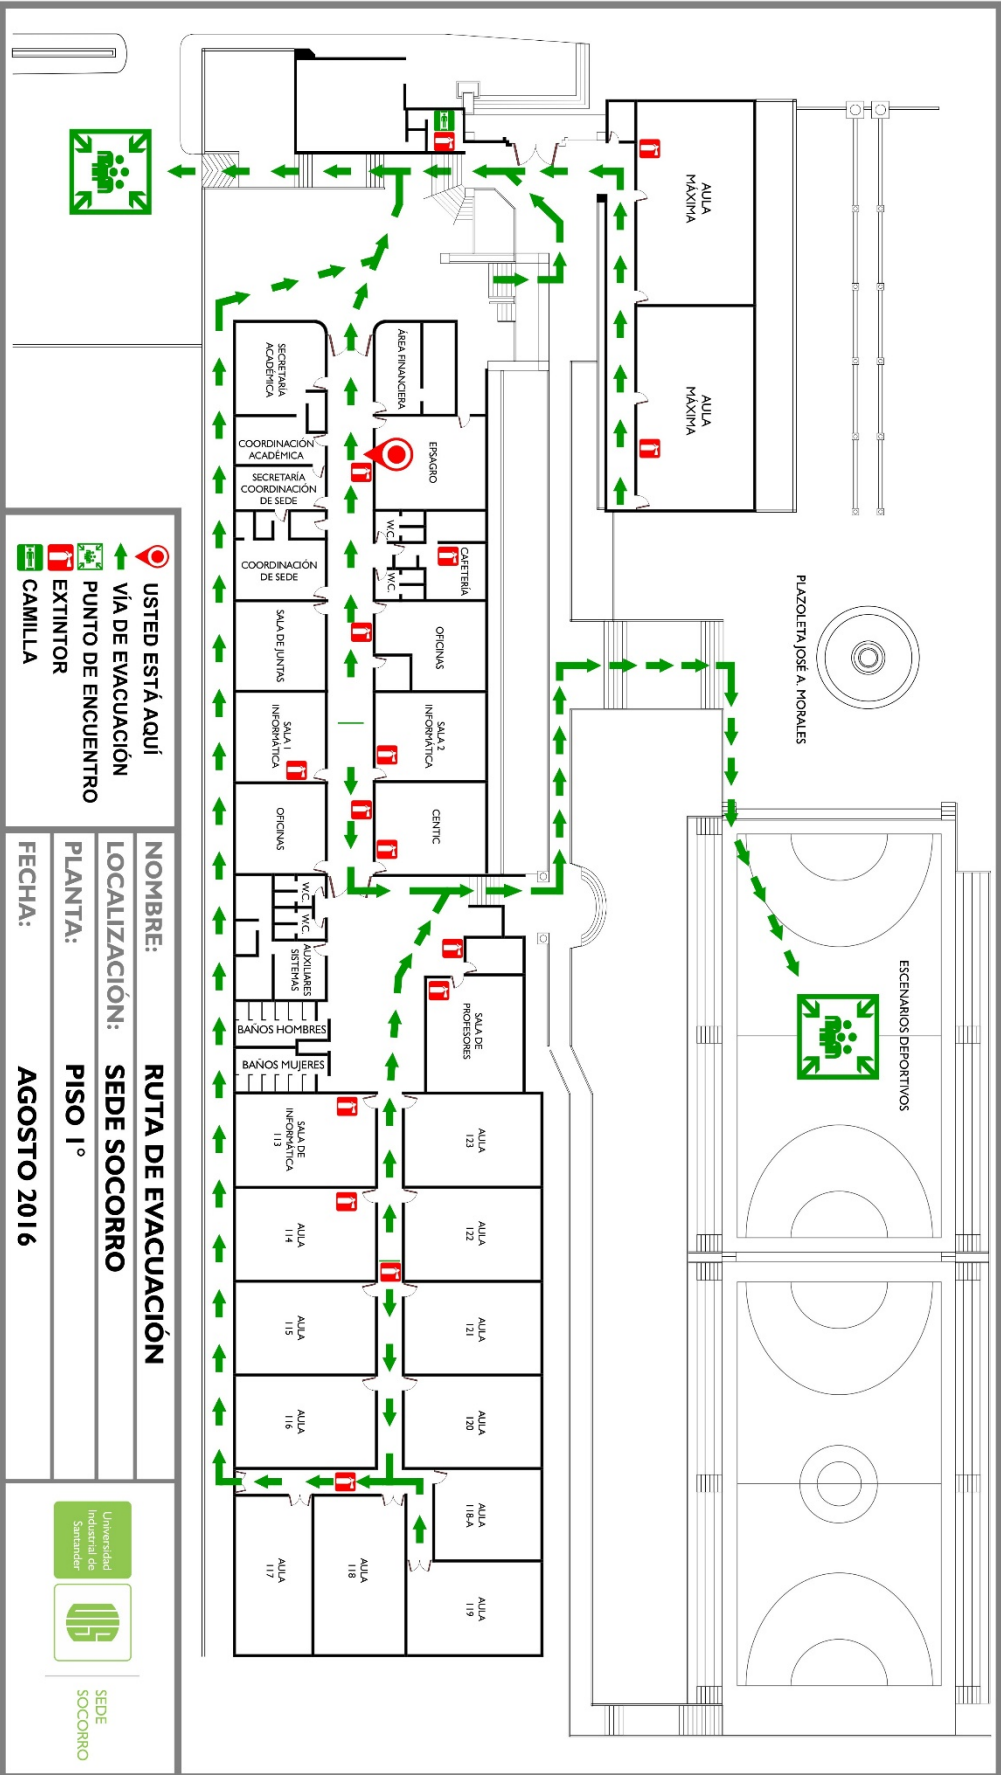 AULA
MÁXIMA
AULA
MÁXIMA
PLAZOLETA JOSÉ A. MORALES
ESCENARIOS DEPORTIVOS
ÁREA FINANCIERA
EPSAGRO
W.C.
W.C.
CAFETERÍA
OFICINAS
SALA 2
INFORMÁTICA
CENTIC
SECRETARÍA
ACADÉMICA
COORDINACIÓN
ACADÉMICA
SECRETARÍA
COORDINACIÓN
DE SEDE
COORDINACIÓN
DE SEDE
SALA DE JUNTAS
SALA 1
INFORMÁTICA
OFICINAS
W.C.
W.C.
AUXILIARES
SISTEMAS
BAÑOS HOMBRES
BAÑOS MUJERES
SALA DE
PROFESORES
AULA
123
AULA
122
AULA
121
AULA
120
AULA
118-A
AULA
119
SALA DE
INFORMÁTICA
113
AULA
114
AULA
115
AULA
116
AULA
117
AULA
118
USTED ESTÁ AQUÍ
VÍA DE EVACUACIÓN
PUNTO DE ENCUENTRO
EXTINTOR
CAMILLA
NOMBRE: RUTA DE EVACUACIÓN
LOCALIZACIÓN: SEDE SOCORRO
PLANTA: PISO 1°
FECHA: AGOSTO 2016
Universidad
Industrial de
Santander
UIS
SEDE
SOCORRO